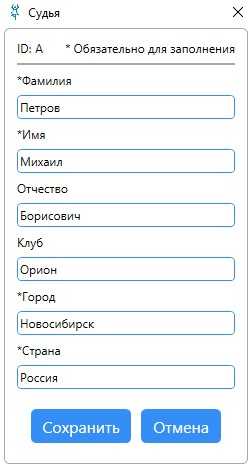 Судья
ID: A * Обязательно для заполнения
*Фамилия
Петров
*Имя
Михаил
Отчество
Борисович
Клуб
Орион
*Город
Новосибирск
*Страна
Россия
Сохранить Отмена